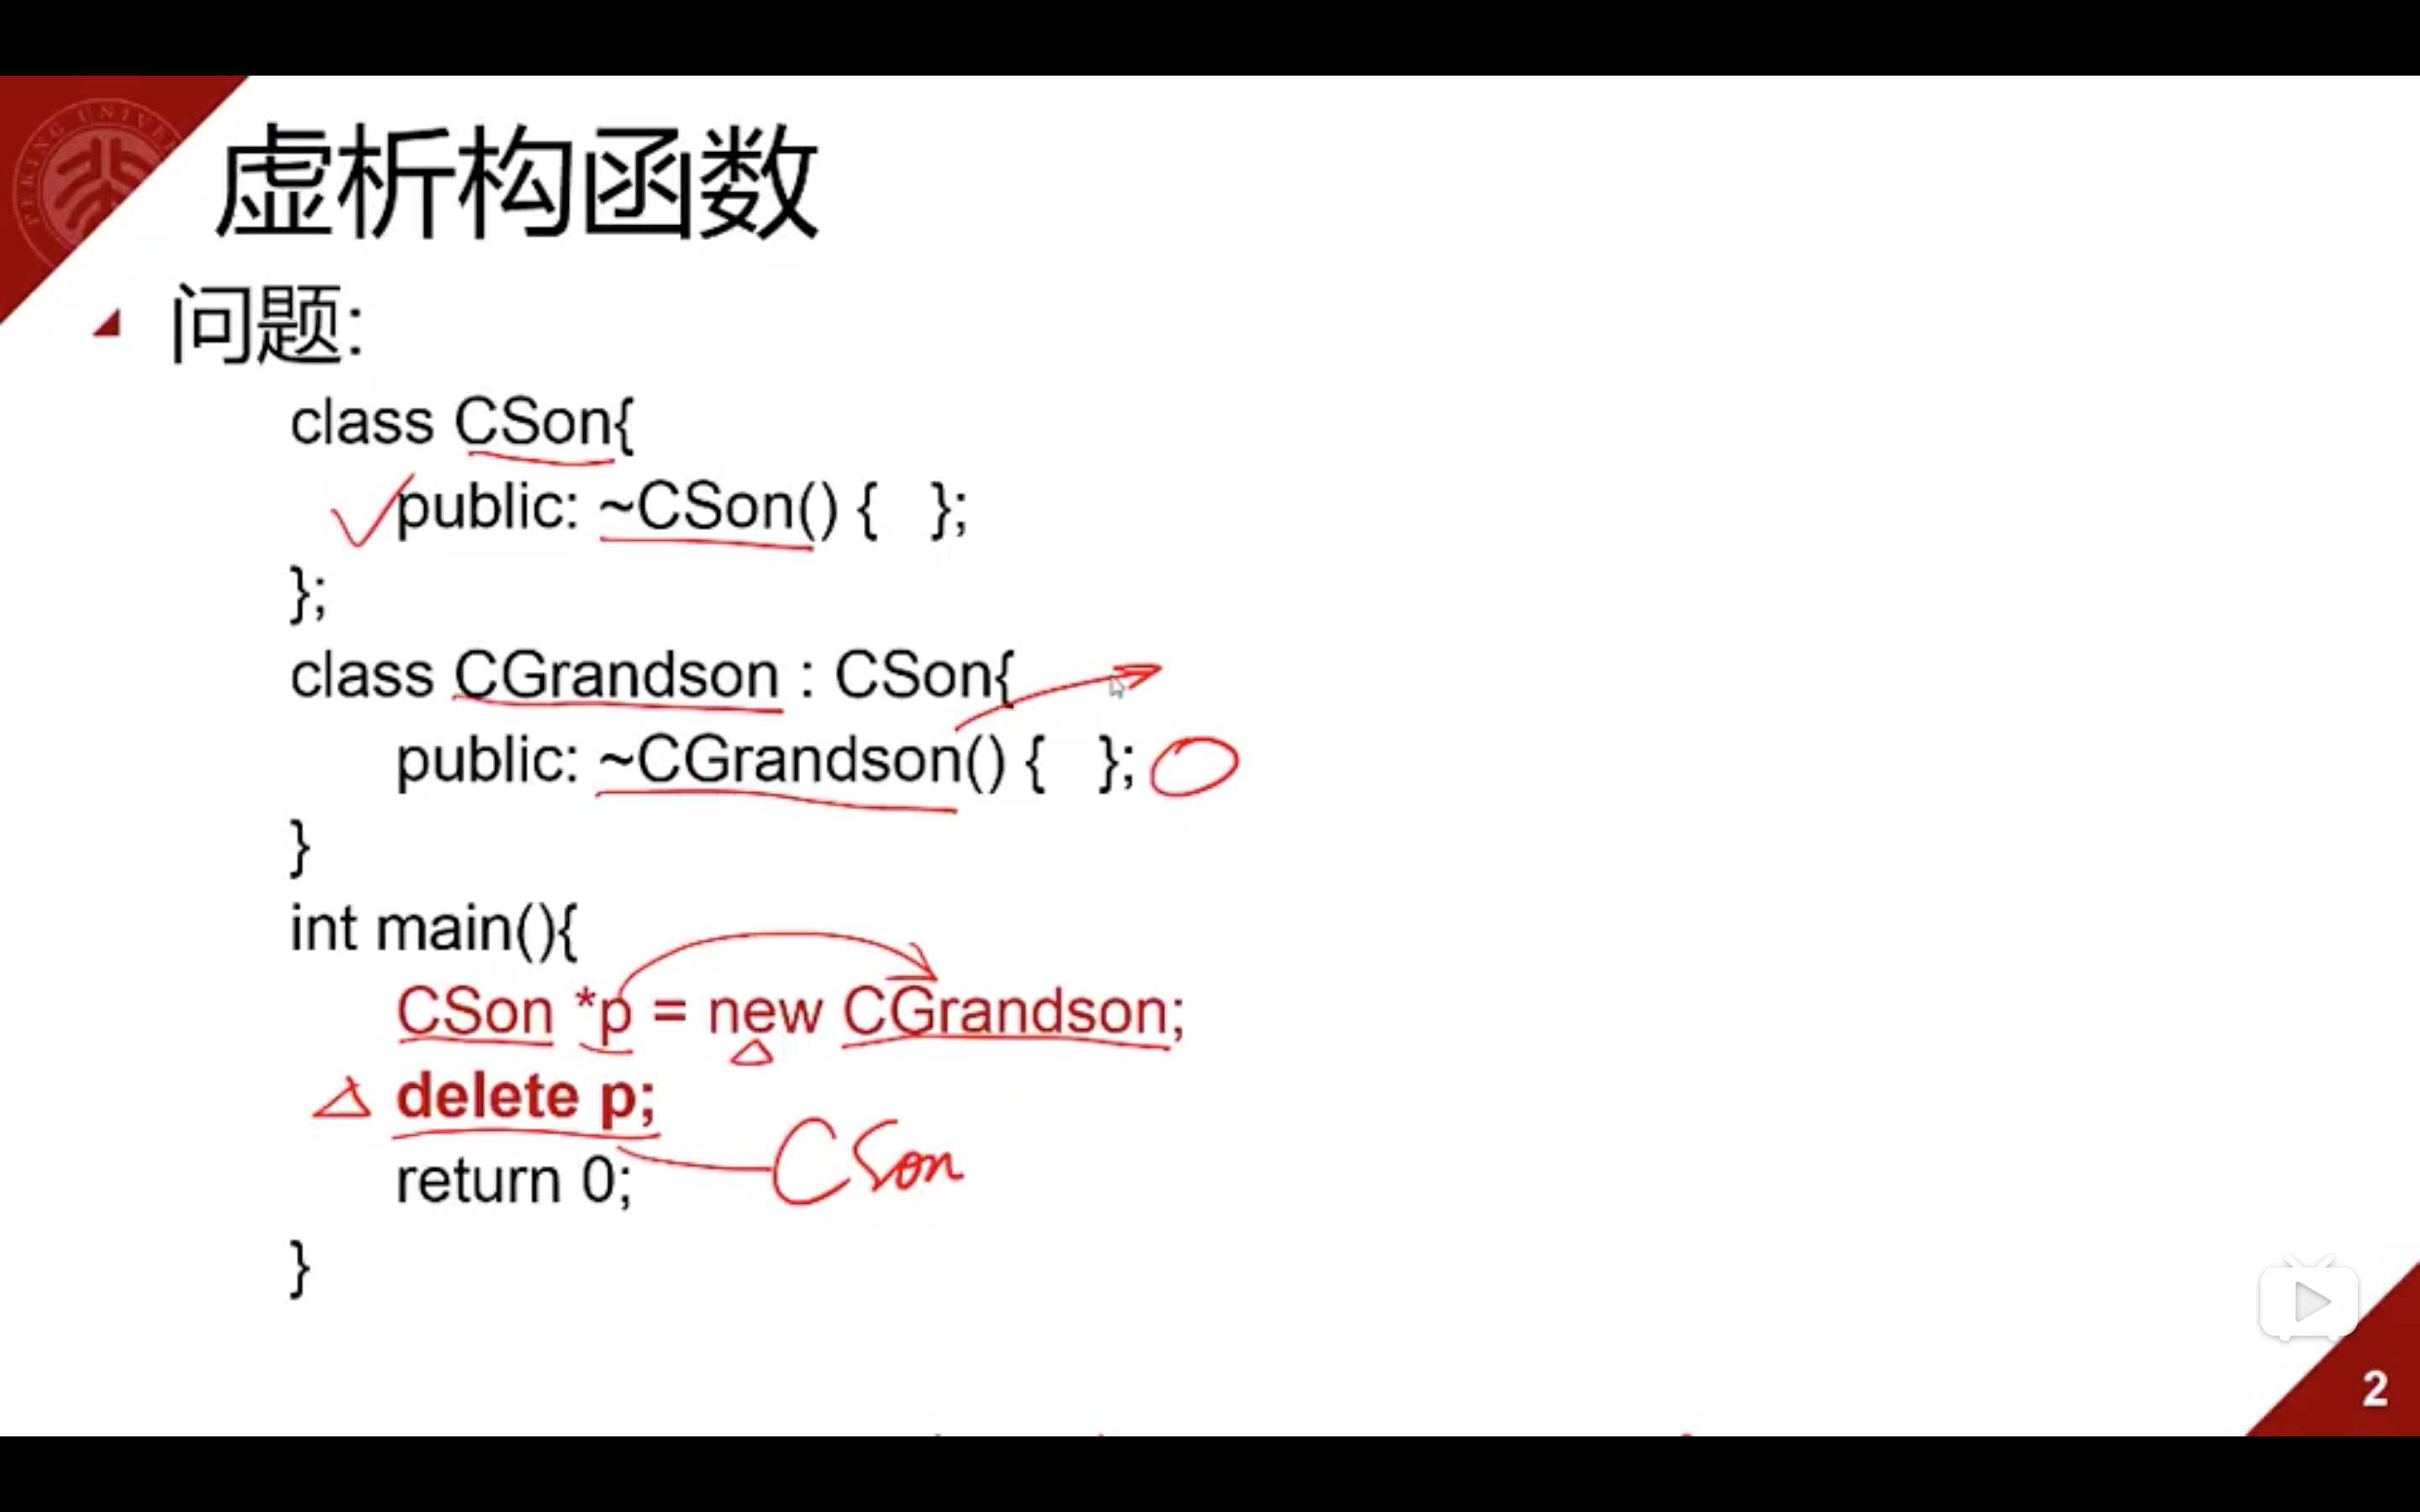 虚析构函数
问题:
class CSon{
public: ~CSon() { };
};
class CGrandson : CSon{
public: ~CGrandson() { };
}
int main(){
CSon *p = new CGrandson;
delete p;
CSon
return 0;
}
2